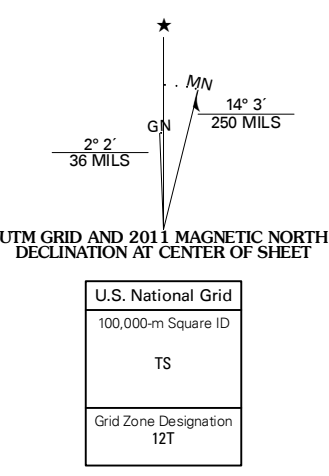 ★
MN
GN
14° 3´
250 MILS
2° 2´
36 MILS
UTM GRID AND 2011 MAGNETIC NORTH
DECLINATION AT CENTER OF SHEET
U.S. National Grid
100,000-m Square ID
TS
Grid Zone Designation
12T